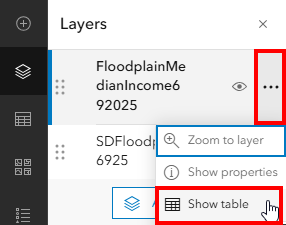 Layers
FloodplainMe
dianIncome6
92025
SDFloodp
6925
Zoom to layer
Show properties
Show table